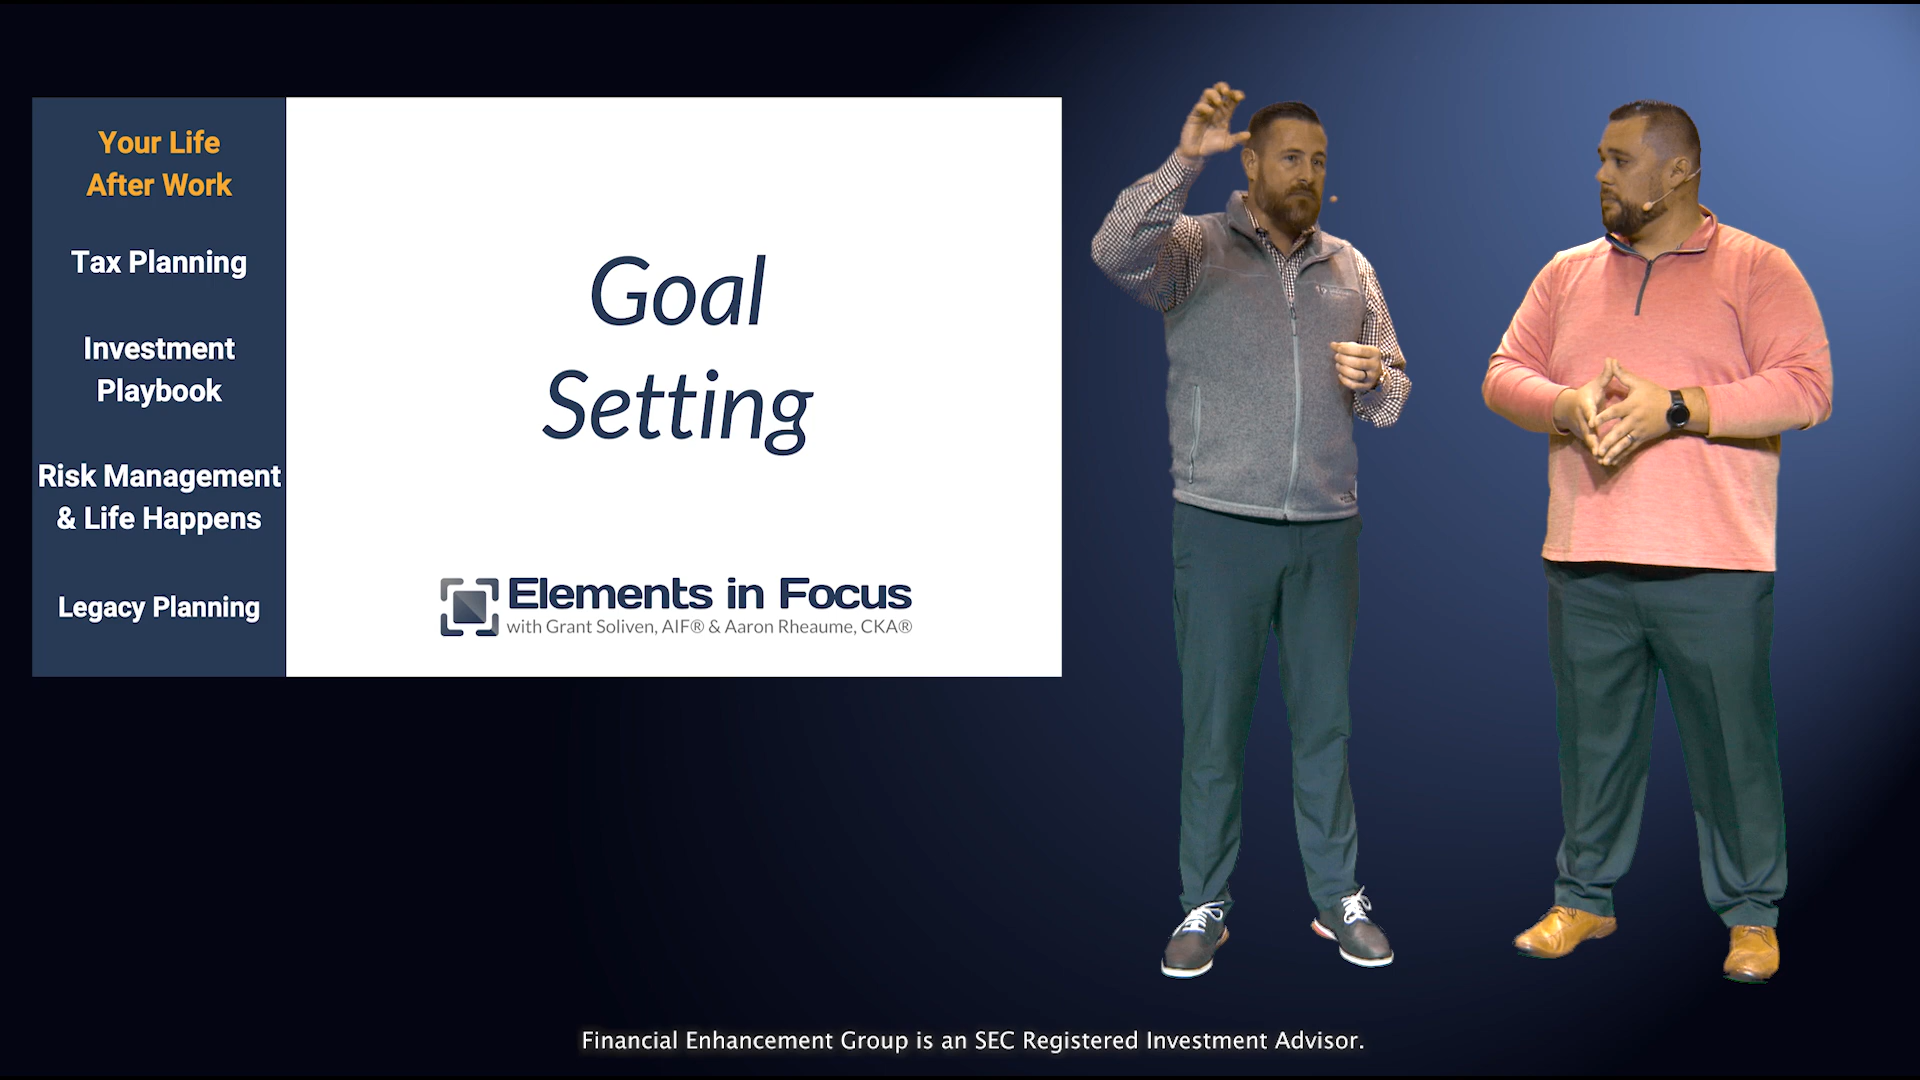 Your Life
After Work
Tax Planning
Investment
Playbook
Risk Management
& Life Happens
Legacy Planning
Goal
Setting
Elements in Focus
with Grant Soliven, AIF® & Aaron Rheaume, CKA®
Financial Enhancement Group is an SEC Registered Investment Advisor.